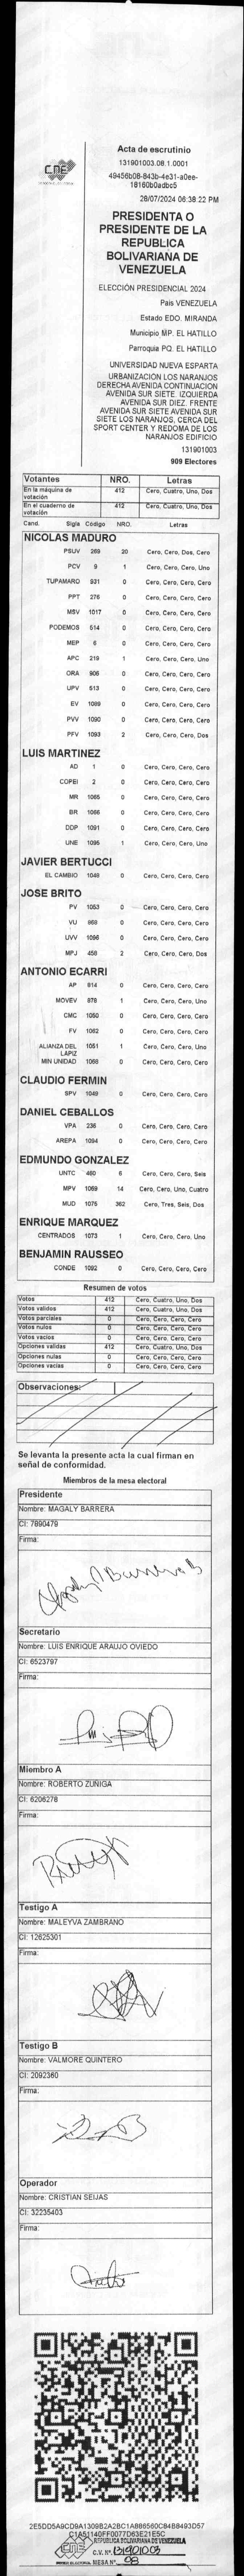 CNE
Acta de escrutinio
131901003.08.1.0001
49456b08-843b-4e31-a0ee-
18160b0adbc5
28/07/2024 06:38:22 PM
PRESIDENTA O
PRESIDENTE DE LA
REPUBLICA
BOLIVARIANA DE
VENEZUELA
ELECCIÓN PRESIDENCIAL 2024
Pais VENEZUELA
Estado EDO. MIRANDA
Municipio MP. EL HATILLO
Parroquia PQ. EL HATILLO
UNIVERSIDAD NUEVA ESPARTA
URBANIZACIÓN LOS NARANJOS
DERECHA AVENIDA CONTINUACION
AVENIDA SUR SIETE. IZQUIERDA
AVENIDA SUR DIEZ. FRENTE
AVENIDA SUR SIETE AVENIDA SUR
SIETE LOS NARANJOS, CERCA DEL
SPORT CENTER Y REDOMA DE LOS
NARANJOS EDIFICIO
131901003
909 Electores
Votantes NRO. Letras
En la máquina de votación 412 Cero, Cuatro, Uno, Dos
En el cuaderno de votación 412 Cero, Cuatro, Uno, Dos
Cand. Sigla Código NRO. Letras
NICOLAS MADURO
PSUV 269 20 Cero, Cero, Dos, Cero
PCV 9 1 Cero, Cero, Cero, Uno
TUPAMARO 931 0 Cero, Cero, Cero, Cero
PPT 276 0 Cero, Cero, Cero, Cero
MSV 1017 0 Cero, Cero, Cero, Cero
PODEMOS 514 0 Cero, Cero, Cero, Cero
MEP 6 0 Cero, Cero, Cero, Cero
APC 219 1 Cero, Cero, Cero, Uno
ORA 906 0 Cero, Cero, Cero, Cero
UPV 513 0 Cero, Cero, Cero, Cero
EV 1089 0 Cero, Cero, Cero, Cero
PVV 1090 0 Cero, Cero, Cero, Cero
PFV 1093 2 Cero, Cero, Cero, Dos
LUIS MARTINEZ
AD 1 0 Cero, Cero, Cero, Cero
COPEI 2 0 Cero, Cero, Cero, Cero
MR 1065 0 Cero, Cero, Cero, Cero
BR 1066 0 Cero, Cero, Cero, Cero
DDP 1091 0 Cero, Cero, Cero, Cero
UNE 1095 1 Cero, Cero, Cero, Uno
JAVIER BERTUCCI
EL CAMBIO 1048 0 Cero, Cero, Cero, Cero
JOSE BRITO
PV 1053 0 Cero, Cero, Cero, Cero
VU 968 0 Cero, Cero, Cero, Cero
UVV 1096 0 Cero, Cero, Cero, Cero
MPJ 458 2 Cero, Cero, Cero, Dos
ANTONIO ECARRI
AP 814 0 Cero, Cero, Cero, Cero
MOVEV 878 1 Cero, Cero, Cero, Uno
CMC 1050 0 Cero, Cero, Cero, Cero
FV 1062 0 Cero, Cero, Cero, Cero
ALIANZA DEL LAPIZ 1051 1 Cero, Cero, Cero, Uno
MIN UNIDAD 1068 0 Cero, Cero, Cero, Cero
CLAUDIO FERMIN
SPV 1049 0 Cero, Cero, Cero, Cero
DANIEL CEBALLOS
VPA 236 0 Cero, Cero, Cero, Cero
AREPA 1094 0 Cero, Cero, Cero, Cero
EDMUNDO GONZALEZ
UNTC 460 6 Cero, Cero, Cero, Seis
MPV 1069 14 Cero, Cero, Uno, Cuatro
MUD 1075 362 Cero, Tres, Seis, Dos
ENRIQUE MARQUEZ
CENTRADOS 1073 1 Cero, Cero, Cero, Uno
BENJAMIN RAUSSEO
CONDE 1092 0 Cero, Cero, Cero, Cero
Resumen de votos
Votos 412 Cero, Cuatro, Uno, Dos
Votos validos 412 Cero, Cuatro, Uno, Dos
Votos parciales 0 Cero, Cero, Cero, Cero
Votos nulos 0 Cero, Cero, Cero, Cero
Votos vacios 0 Cero, Cero, Cero, Cero
Opciones validas 412 Cero, Cuatro, Uno, Dos
Opciones nulas 0 Cero, Cero, Cero, Cero
Opciones vacias 0 Cero, Cero, Cero, Cero
Observaciones:
Se levanta la presente acta la cual firman en
señal de conformidad.
Miembros de la mesa electoral
Presidente
Nombre: MAGALY BARRERA
CI: 7890479
Firma:
Secretario
Nombre: LUIS ENRIQUE ARAUJO OVIEDO
CI: 6523797
Firma:
Miembro A
Nombre: ROBERTO ZUÑIGA
CI: 6206278
Firma:
Testigo A
Nombre: MALEYVA ZAMBRANO
CI: 12625301
Firma:
Testigo B
Nombre: VALMORE QUINTERO
CI: 2092360
Firma:
Operador
Nombre: CRISTIAN SEIJAS
CI: 32235403
Firma:
2E5DD5A9CD9A1309B2A2BC1A886560C84B8493D57
C1A51140FF0077D63E21E5C
REPÚBLICA BOLIVARIANA DE VENEZUELA
C.V. Nº. 131901003
MESA Nº 08